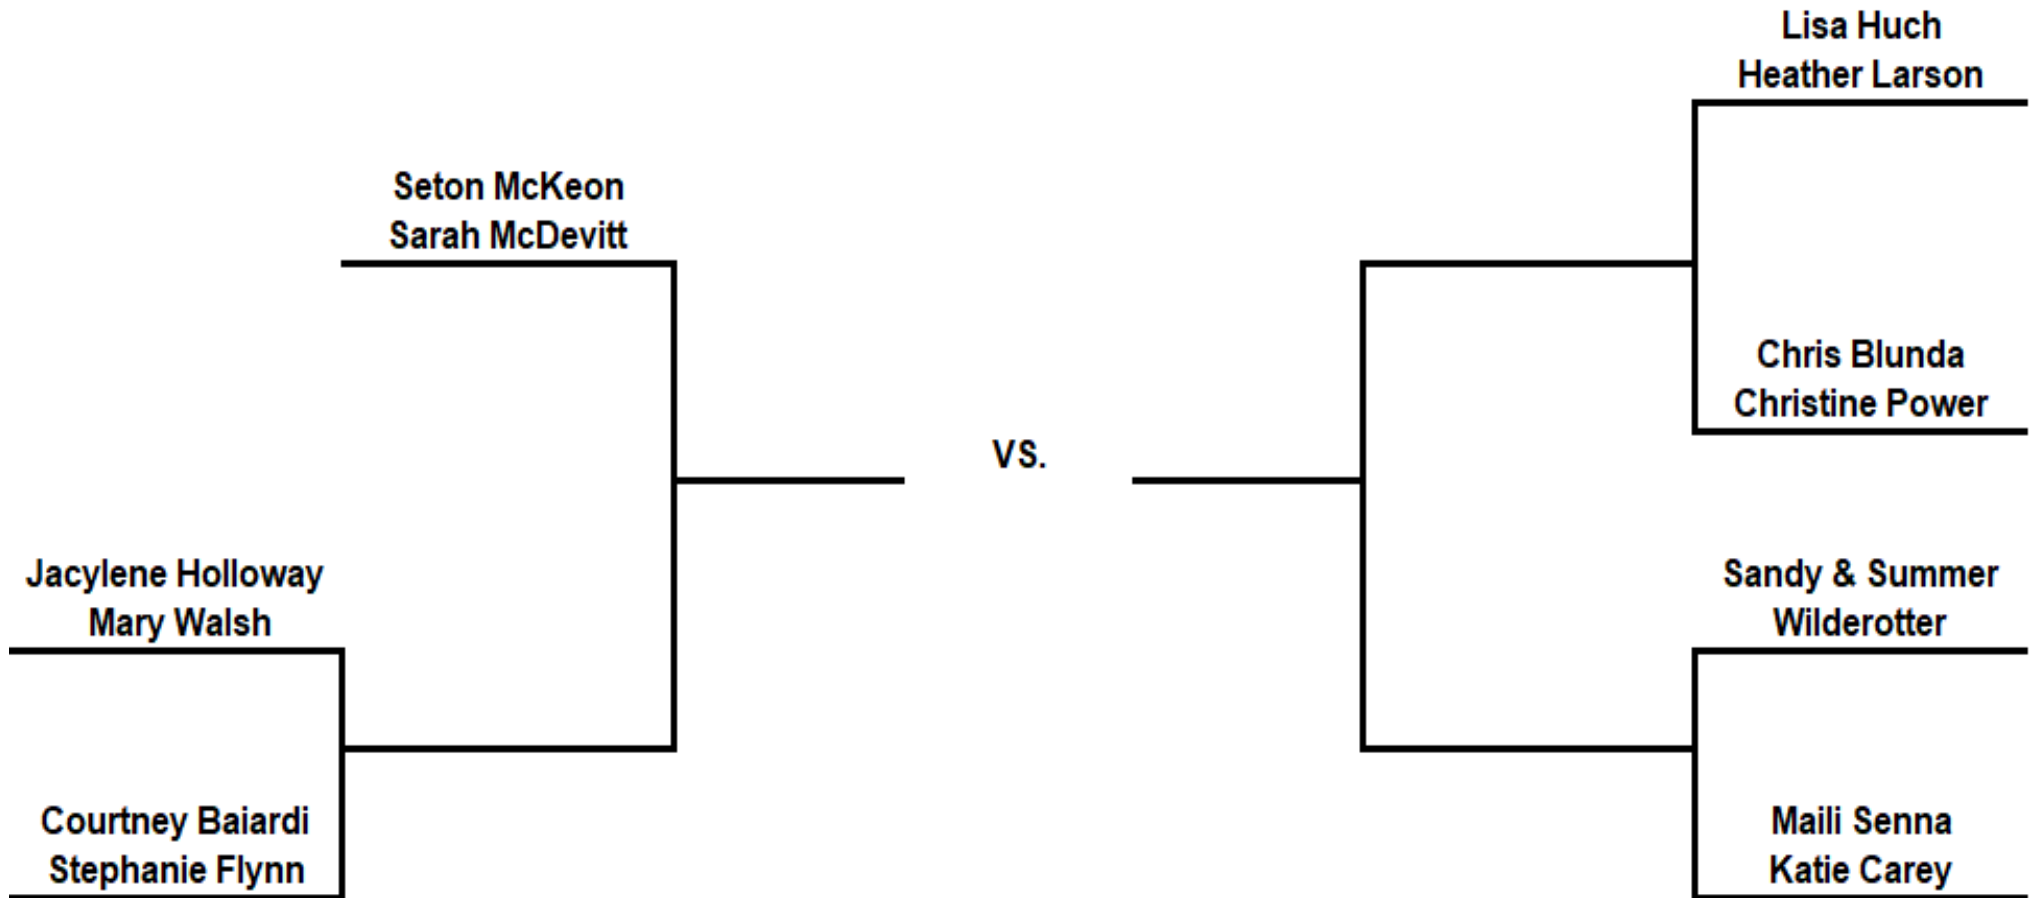 Lisa Huch
Heather Larson
Seton McKeon
Sarah McDevitt
Chris Blunda
Christine Power
VS.
Jacylene Holloway
Mary Walsh
Sandy & Summer
Wilderotter
Courtney Baiardi
Stephanie Flynn
Maili Senna
Katie Carey